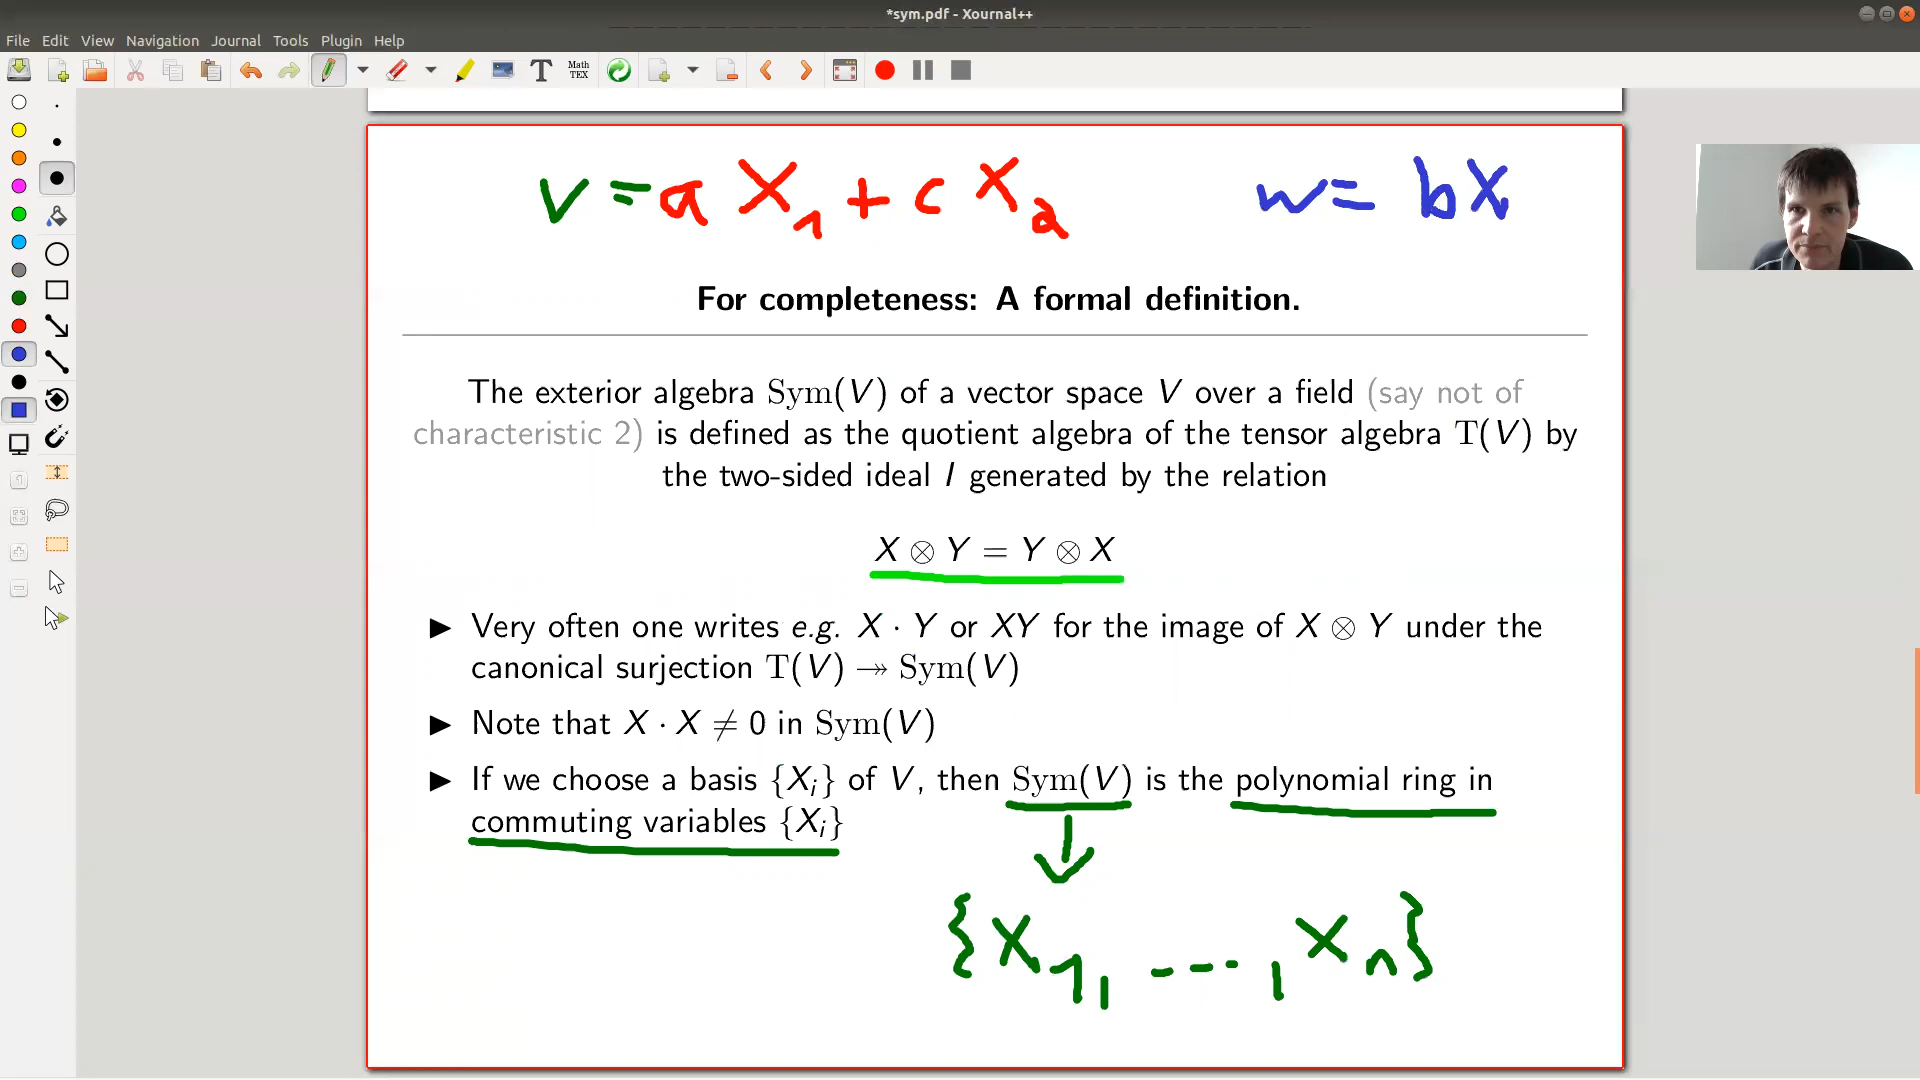 *sym.pdf - Xournal++
File Edit View Navigation Journal Tools Plugin Help
T Math TEX
v = a X₁ + c X₂ w = b X
For completeness: A formal definition.
The exterior algebra Sym(V) of a vector space V over a field (say not of
characteristic 2) is defined as the quotient algebra of the tensor algebra T(V) by
the two-sided ideal I generated by the relation
X ⊗ Y = Y ⊗ X
▶ Very often one writes e.g. X · Y or XY for the image of X ⊗ Y under the
canonical surjection T(V) ↠ Sym(V)
▶ Note that X · X ≠ 0 in Sym(V)
▶ If we choose a basis {Xᵢ} of V, then Sym(V) is the polynomial ring in
commuting variables {Xᵢ}
{X₁, ----, Xₙ}